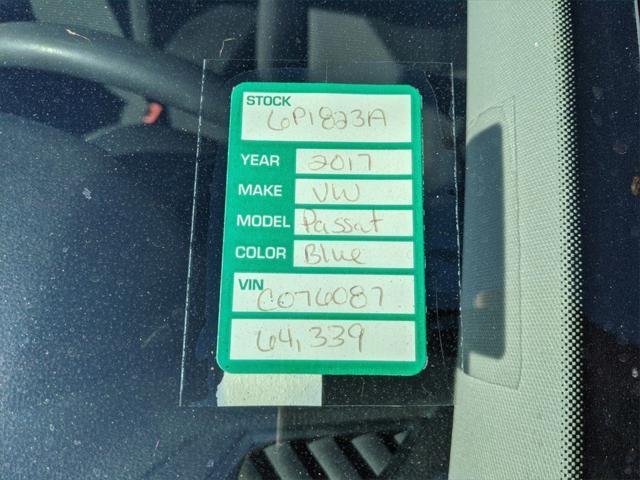 STOCK
6P1823A
YEAR 2017
MAKE VW
MODEL Passat
COLOR Blue
VIN
C076087
64,339